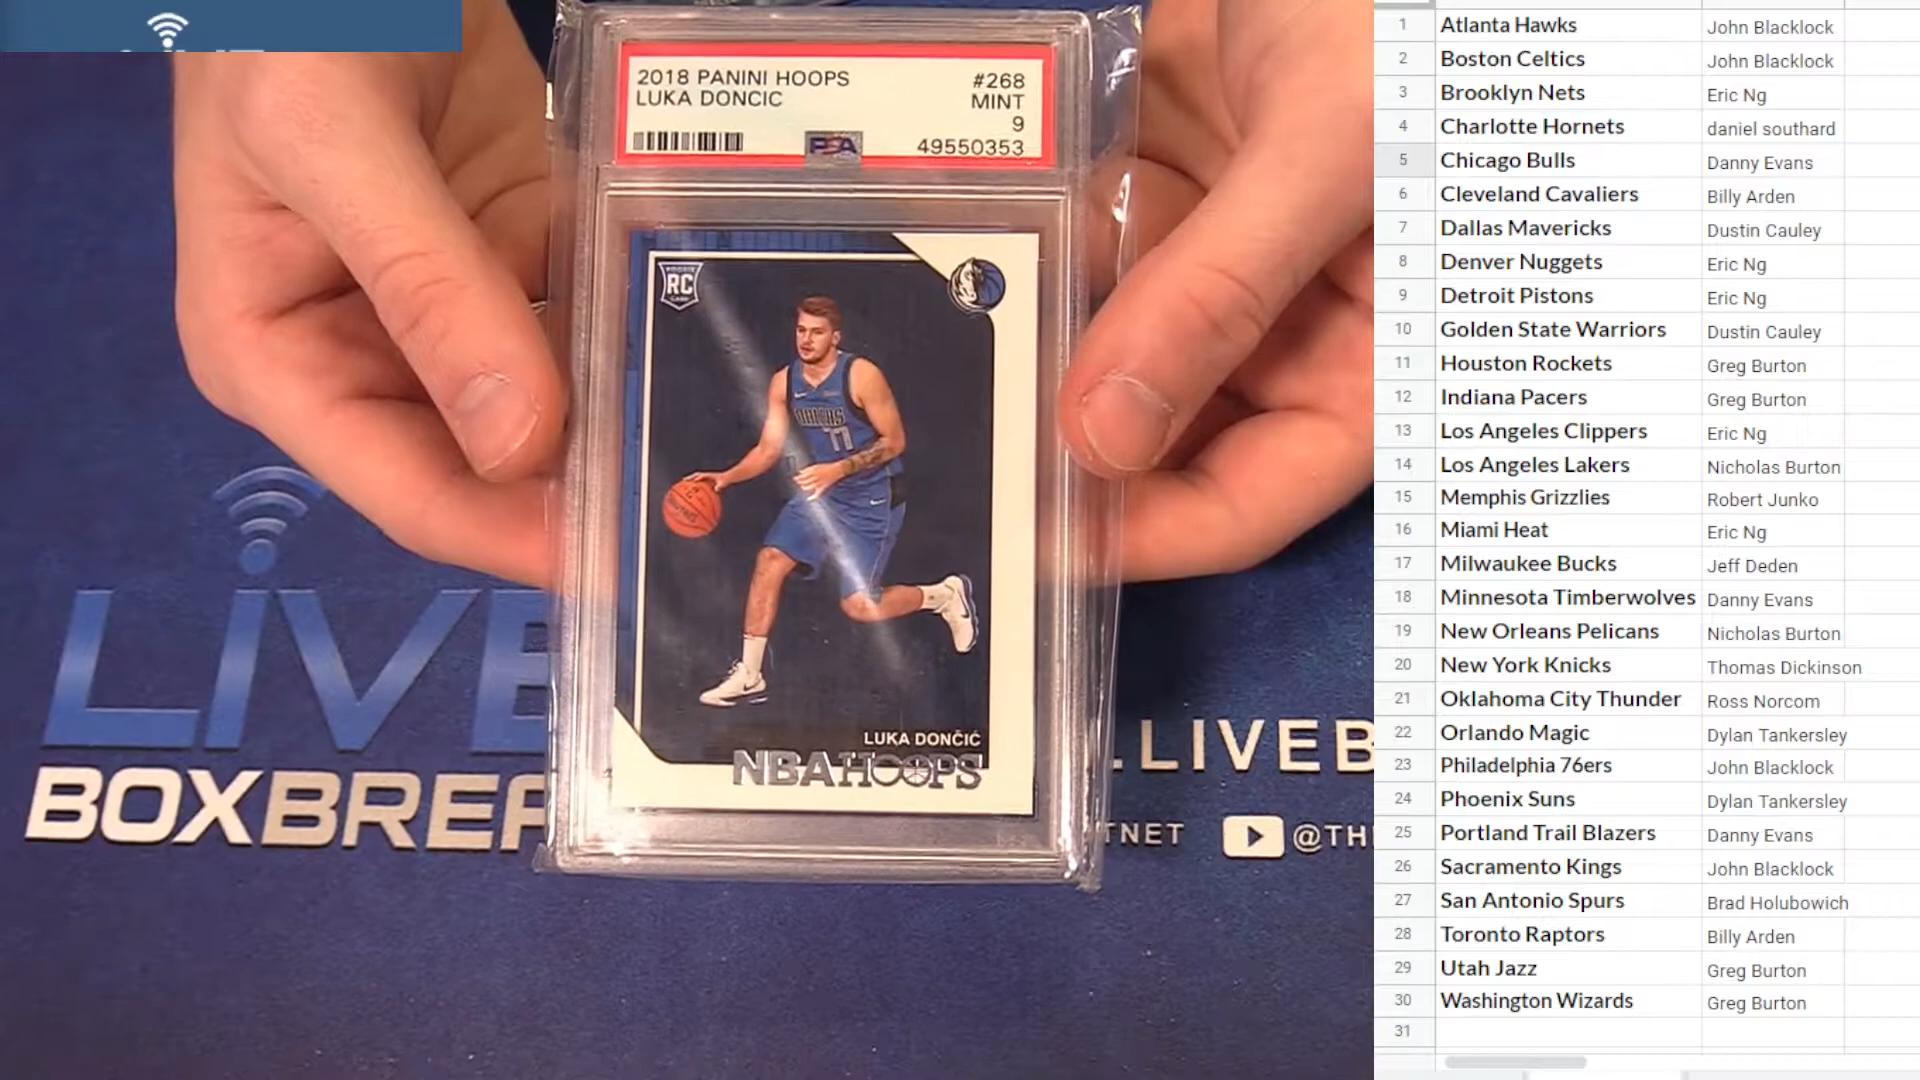 2018 PANINI HOOPS #268
LUKA DONCIC MINT
9
PSA 49550353
ROOKIE
RC
CARD
DALLAS
77
LUKA DONČIĆ
NBA HOOPS
LIVE
BOXBREA
LLIVEB
TNET @TH
1 Atlanta Hawks John Blacklock
2 Boston Celtics John Blacklock
3 Brooklyn Nets Eric Ng
4 Charlotte Hornets daniel southard
5 Chicago Bulls Danny Evans
6 Cleveland Cavaliers Billy Arden
7 Dallas Mavericks Dustin Cauley
8 Denver Nuggets Eric Ng
9 Detroit Pistons Eric Ng
10 Golden State Warriors Dustin Cauley
11 Houston Rockets Greg Burton
12 Indiana Pacers Greg Burton
13 Los Angeles Clippers Eric Ng
14 Los Angeles Lakers Nicholas Burton
15 Memphis Grizzlies Robert Junko
16 Miami Heat Eric Ng
17 Milwaukee Bucks Jeff Deden
18 Minnesota Timberwolves Danny Evans
19 New Orleans Pelicans Nicholas Burton
20 New York Knicks Thomas Dickinson
21 Oklahoma City Thunder Ross Norcom
22 Orlando Magic Dylan Tankersley
23 Philadelphia 76ers John Blacklock
24 Phoenix Suns Dylan Tankersley
25 Portland Trail Blazers Danny Evans
26 Sacramento Kings John Blacklock
27 San Antonio Spurs Brad Holubowich
28 Toronto Raptors Billy Arden
29 Utah Jazz Greg Burton
30 Washington Wizards Greg Burton
31